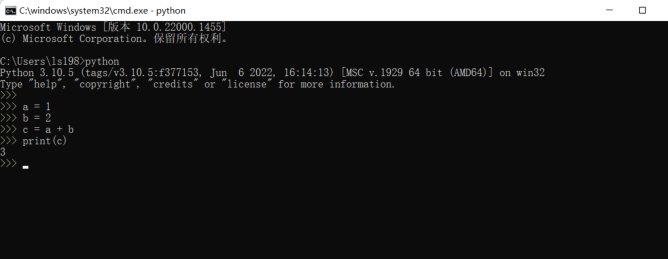 C:\windows\system32\cmd.exe - python
Microsoft Windows [版本 10.0.22000.1455]
(c) Microsoft Corporation。保留所有权利。
C:\Users\lsl98>python
Python 3.10.5 (tags/v3.10.5:f377153, Jun  6 2022, 16:14:13) [MSC v.1929 64 bit (AMD64)] on win32
Type "help", "copyright", "credits" or "license" for more information.
>>>
>>> a = 1
>>> b = 2
>>> c = a + b
>>> print(c)
3
>>>